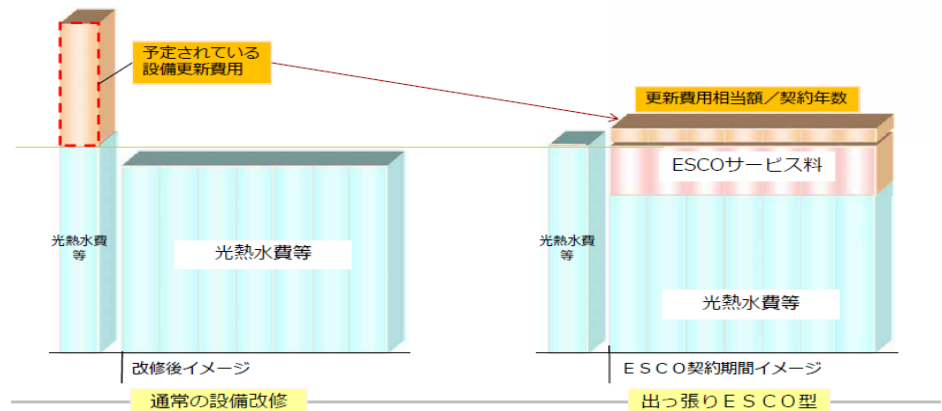 予定されている
設備更新費用
更新費用相当額／契約年数
ESCOサービス料
光熱水費
等
光熱水費等
光熱水費
等
光熱水費等
改修後イメージ
ＥＳＣＯ契約期間イメージ
通常の設備改修
出っ張りＥＳＣＯ型